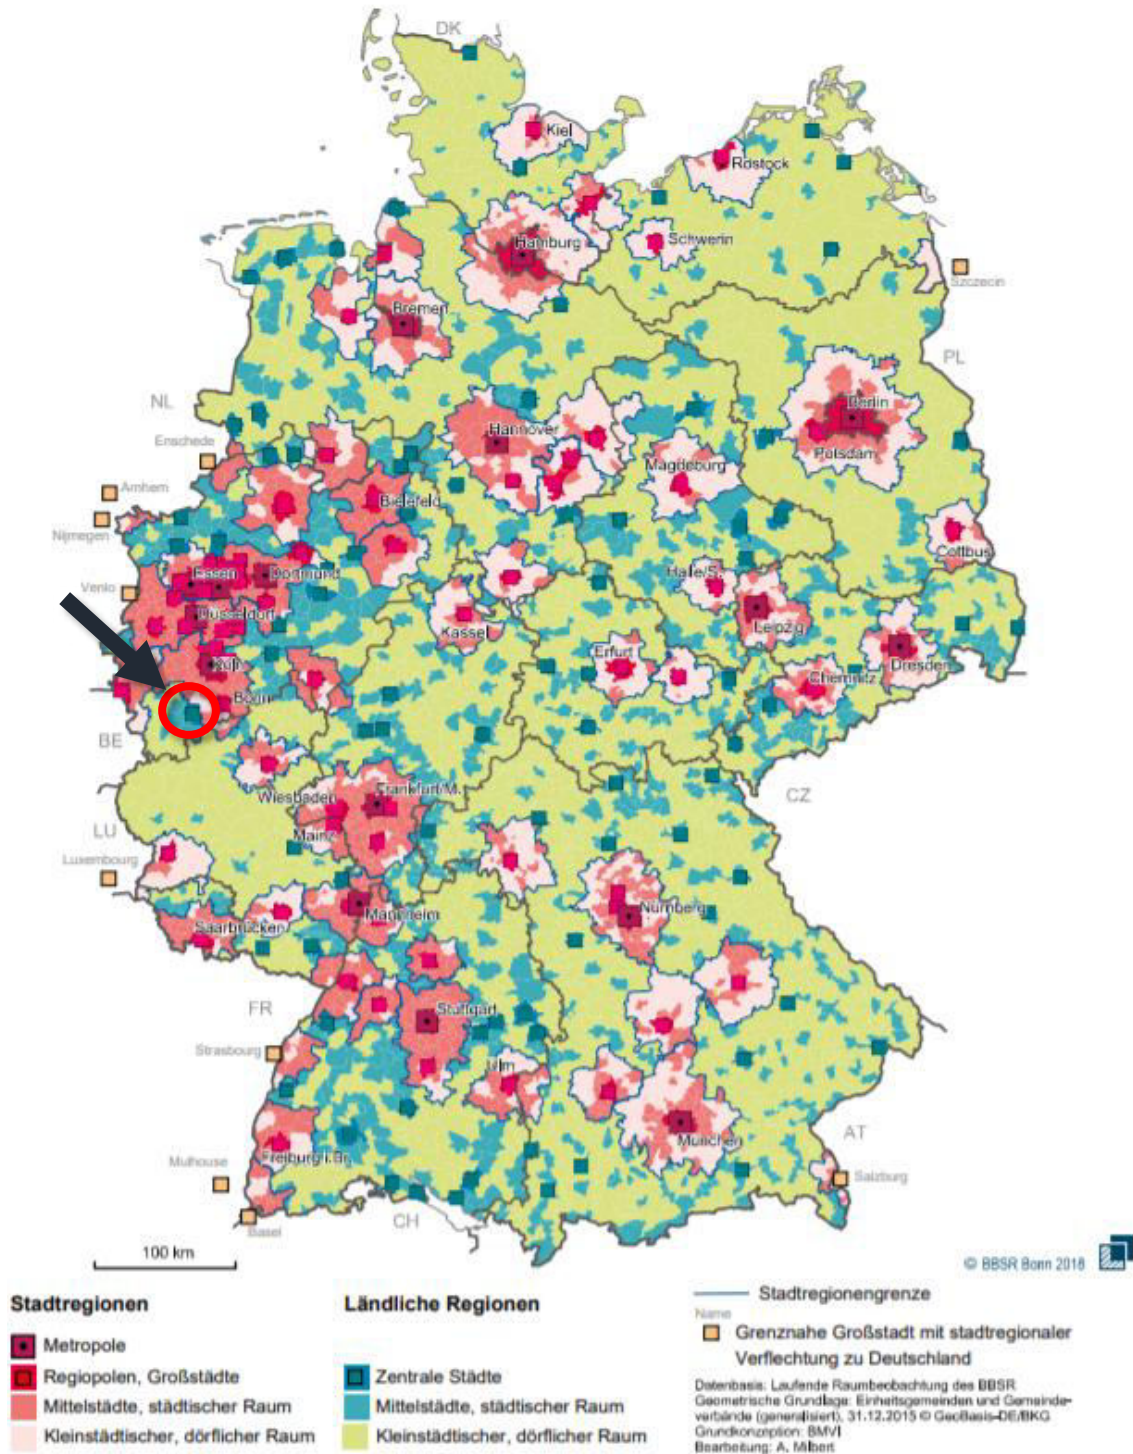 DK
Kiel
Rostock
Hamburg
Schwerin
Szczecin
Bremen
PL
NL
Berlin
Hannover
Enschede
Potsdam
Magdeburg
Arnhem
Bielefeld
Nijmegen
Cottbus
Essen
Dortmund
Halle/S.
Venlo
Düsseldorf
Leipzig
Kassel
Erfurt
Köln
Dresden
Chemnitz
Bonn
BE
Frankfurt/M.
Wiesbaden
CZ
LU
Mainz
Luxembourg
Mannheim
Nürnberg
Saarbrücken
FR
Stuttgart
Strasbourg
Ulm
München
AT
Freiburg i.Br.
Mulhouse
Salzburg
CH
Basel
100 km
© BBSR Bonn 2018
Stadtregionen
Metropole
Regiopolen, Großstädte
Mittelstädte, städtischer Raum
Kleinstädtischer, dörflicher Raum
Ländliche Regionen
Zentrale Städte
Mittelstädte, städtischer Raum
Kleinstädtischer, dörflicher Raum
Stadtregionengrenze
Name
Grenznahe Großstadt mit stadtregionaler
Verflechtung zu Deutschland
Datenbasis: Laufende Raumbeobachtung des BBSR
Geometrische Grundlage: Einheitsgemeinden und Gemeinde-
verbände (generalisiert), 31.12.2015 © GeoBasis-DE/BKG
Grundkonzeption: BMVI
Bearbeitung: A. Milbert